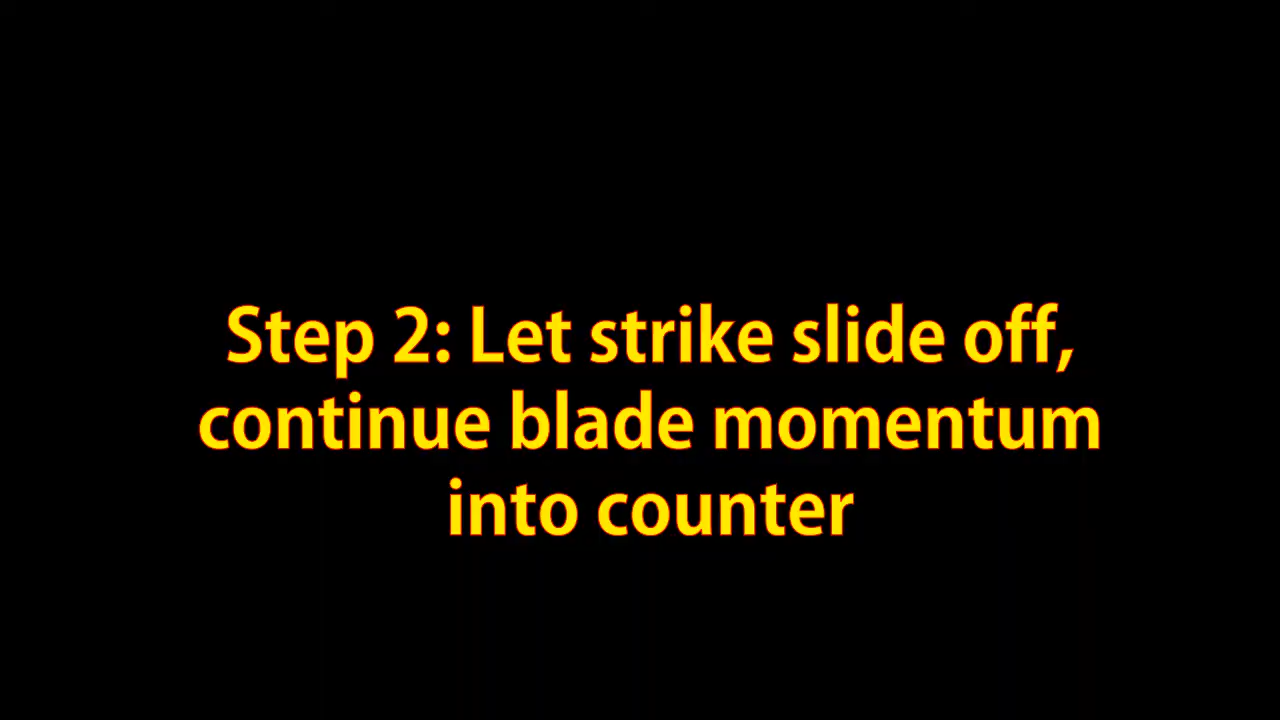 Step 2: Let strike slide off,
continue blade momentum
into counter